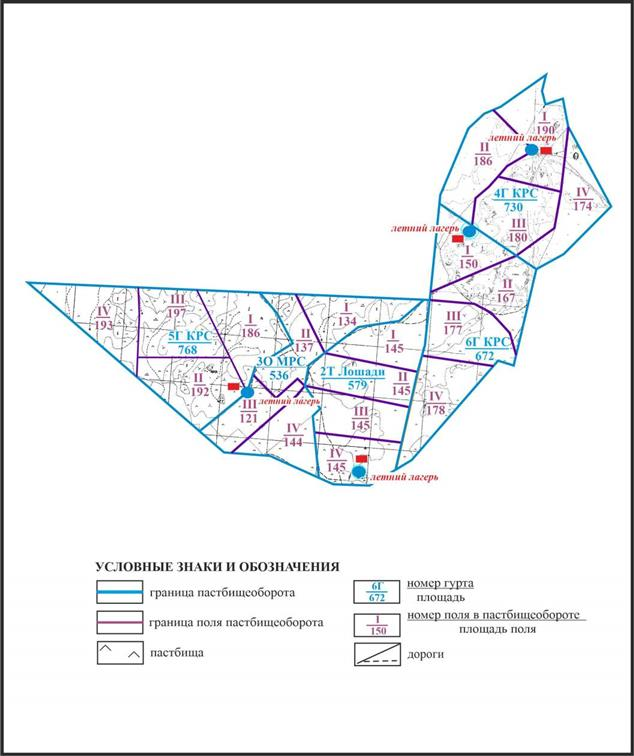 I
190
летний лагерь
II
186
4Г КРС
730
IV
174
летний лагерь
III
180
I
150
II
167
IV
193
III
197
I
186
I
134
III
177
5Г КРС
768
II
137
I
145
6Г КРС
672
3О МРС
536
2Т Лошади
579
II
192
II
145
IV
178
летний лагерь
III
121
III
145
IV
144
IV
145
летний лагерь
УСЛОВНЫЕ ЗНАКИ И ОБОЗНАЧЕНИЯ
граница пастбищеоборота
граница поля пастбищеоборота
пастбища
6Г
672
номер гурта
площадь
I
150
номер поля в пастбищеобороте
площадь поля
дороги